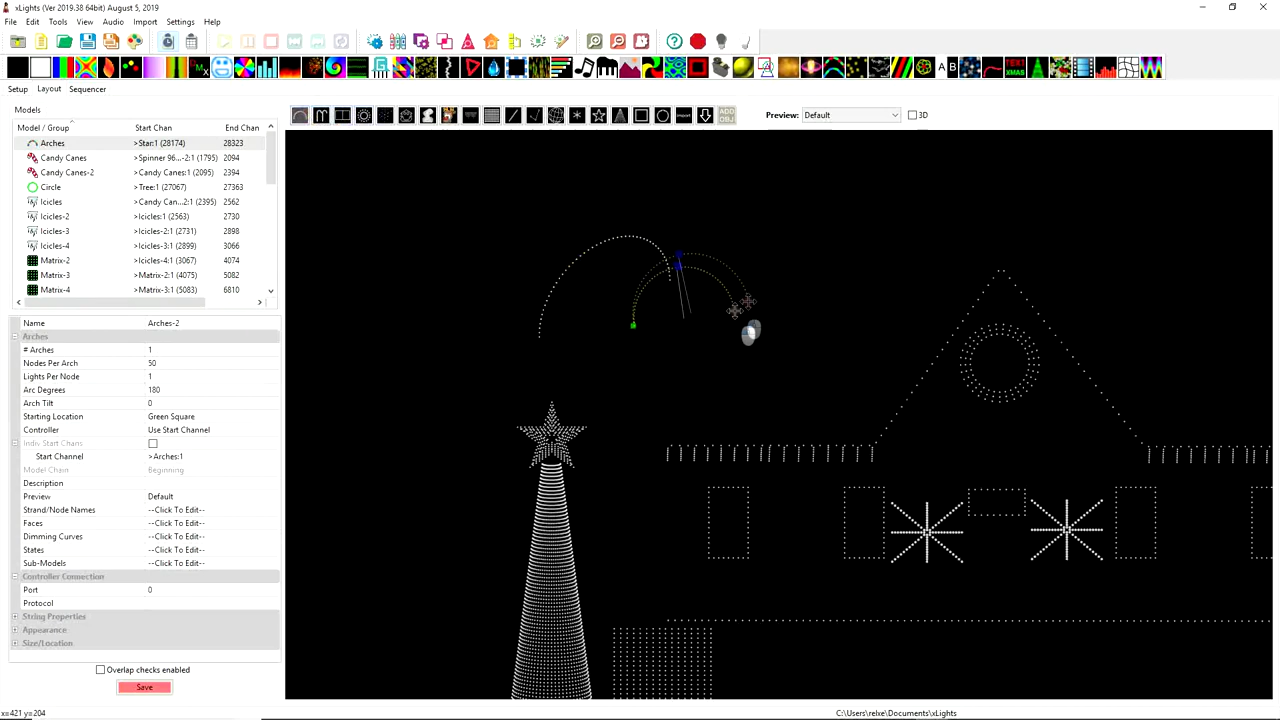 xLights (Ver 2019.38 64bit) August 5, 2019
File Edit Tools View Audio Import Settings Help
Setup Layout Sequencer
Models
Preview: Default 3D
Model / Group Start Chan End Chan
Arches >Star:1 (28174) 28323
Candy Canes >Spinner 96...-2:1 (1795) 2094
Candy Canes-2 >Candy Canes:1 (2095) 2394
Circle >Tree:1 (27067) 27363
Icicles >Candy Can...2:1 (2395) 2562
Icicles-2 >Icicles:1 (2563) 2730
Icicles-3 >Icicles-2:1 (2731) 2898
Icicles-4 >Icicles-3:1 (2899) 3066
Matrix-2 >Icicles-4:1 (3067) 4074
Matrix-3 >Matrix-2:1 (4075) 5082
Matrix-4 >Matrix-3:1 (5083) 6810
Name Arches-2
Arches
# Arches 1
Nodes Per Arch 50
Lights Per Node 1
Arc Degrees 180
Arch Tilt 0
Starting Location Green Square
Controller Use Start Channel
Indiv Start Chans
Start Channel >Arches:1
Model Chain Beginning
Description
Preview Default
Strand/Node Names --Click To Edit--
Faces --Click To Edit--
Dimming Curves --Click To Edit--
States --Click To Edit--
Sub-Models --Click To Edit--
Controller Connection
Port 0
Protocol
String Properties
Appearance
Size/Location
Overlap checks enabled
Save
x=421 y=204 C:\Users\relxe\Documents\xLights